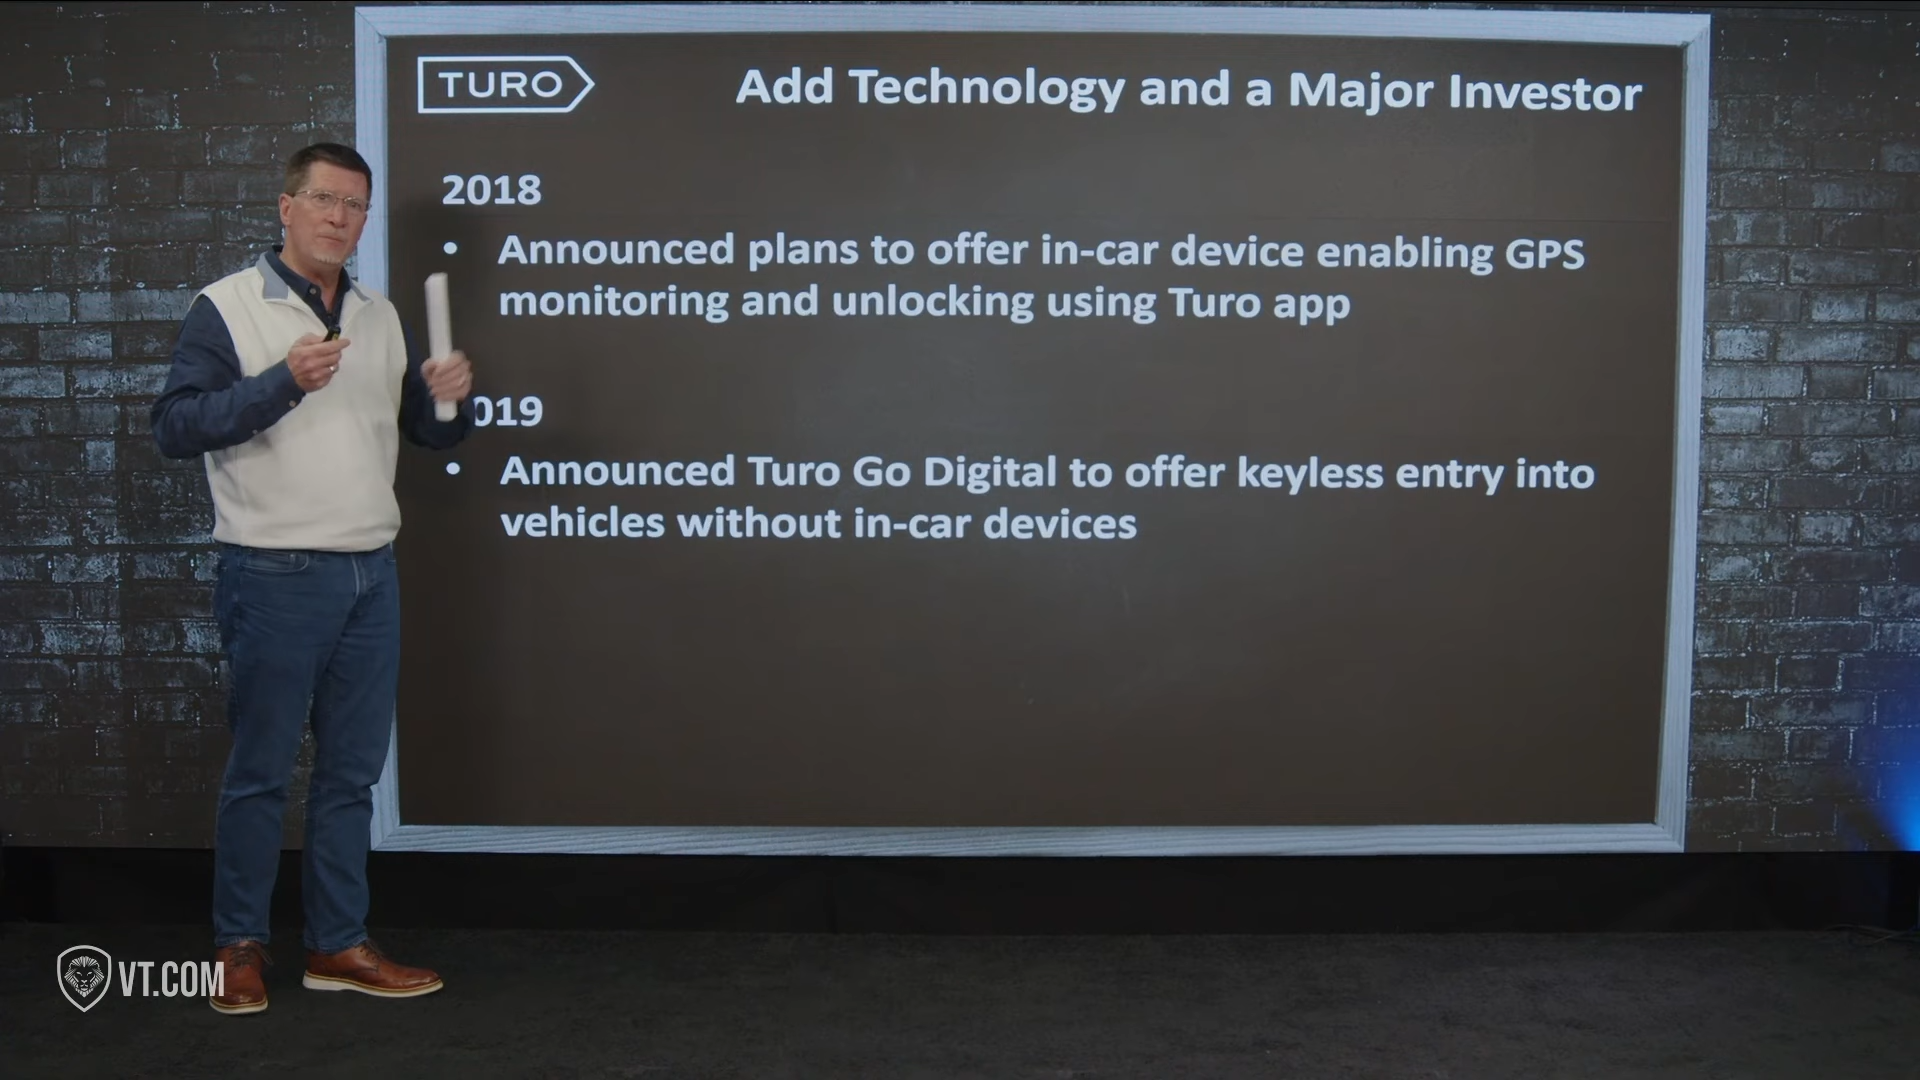 TURO
Add Technology and a Major Investor
2018
• Announced plans to offer in-car device enabling GPS
monitoring and unlocking using Turo app
019
• Announced Turo Go Digital to offer keyless entry into
vehicles without in-car devices
VT.COM